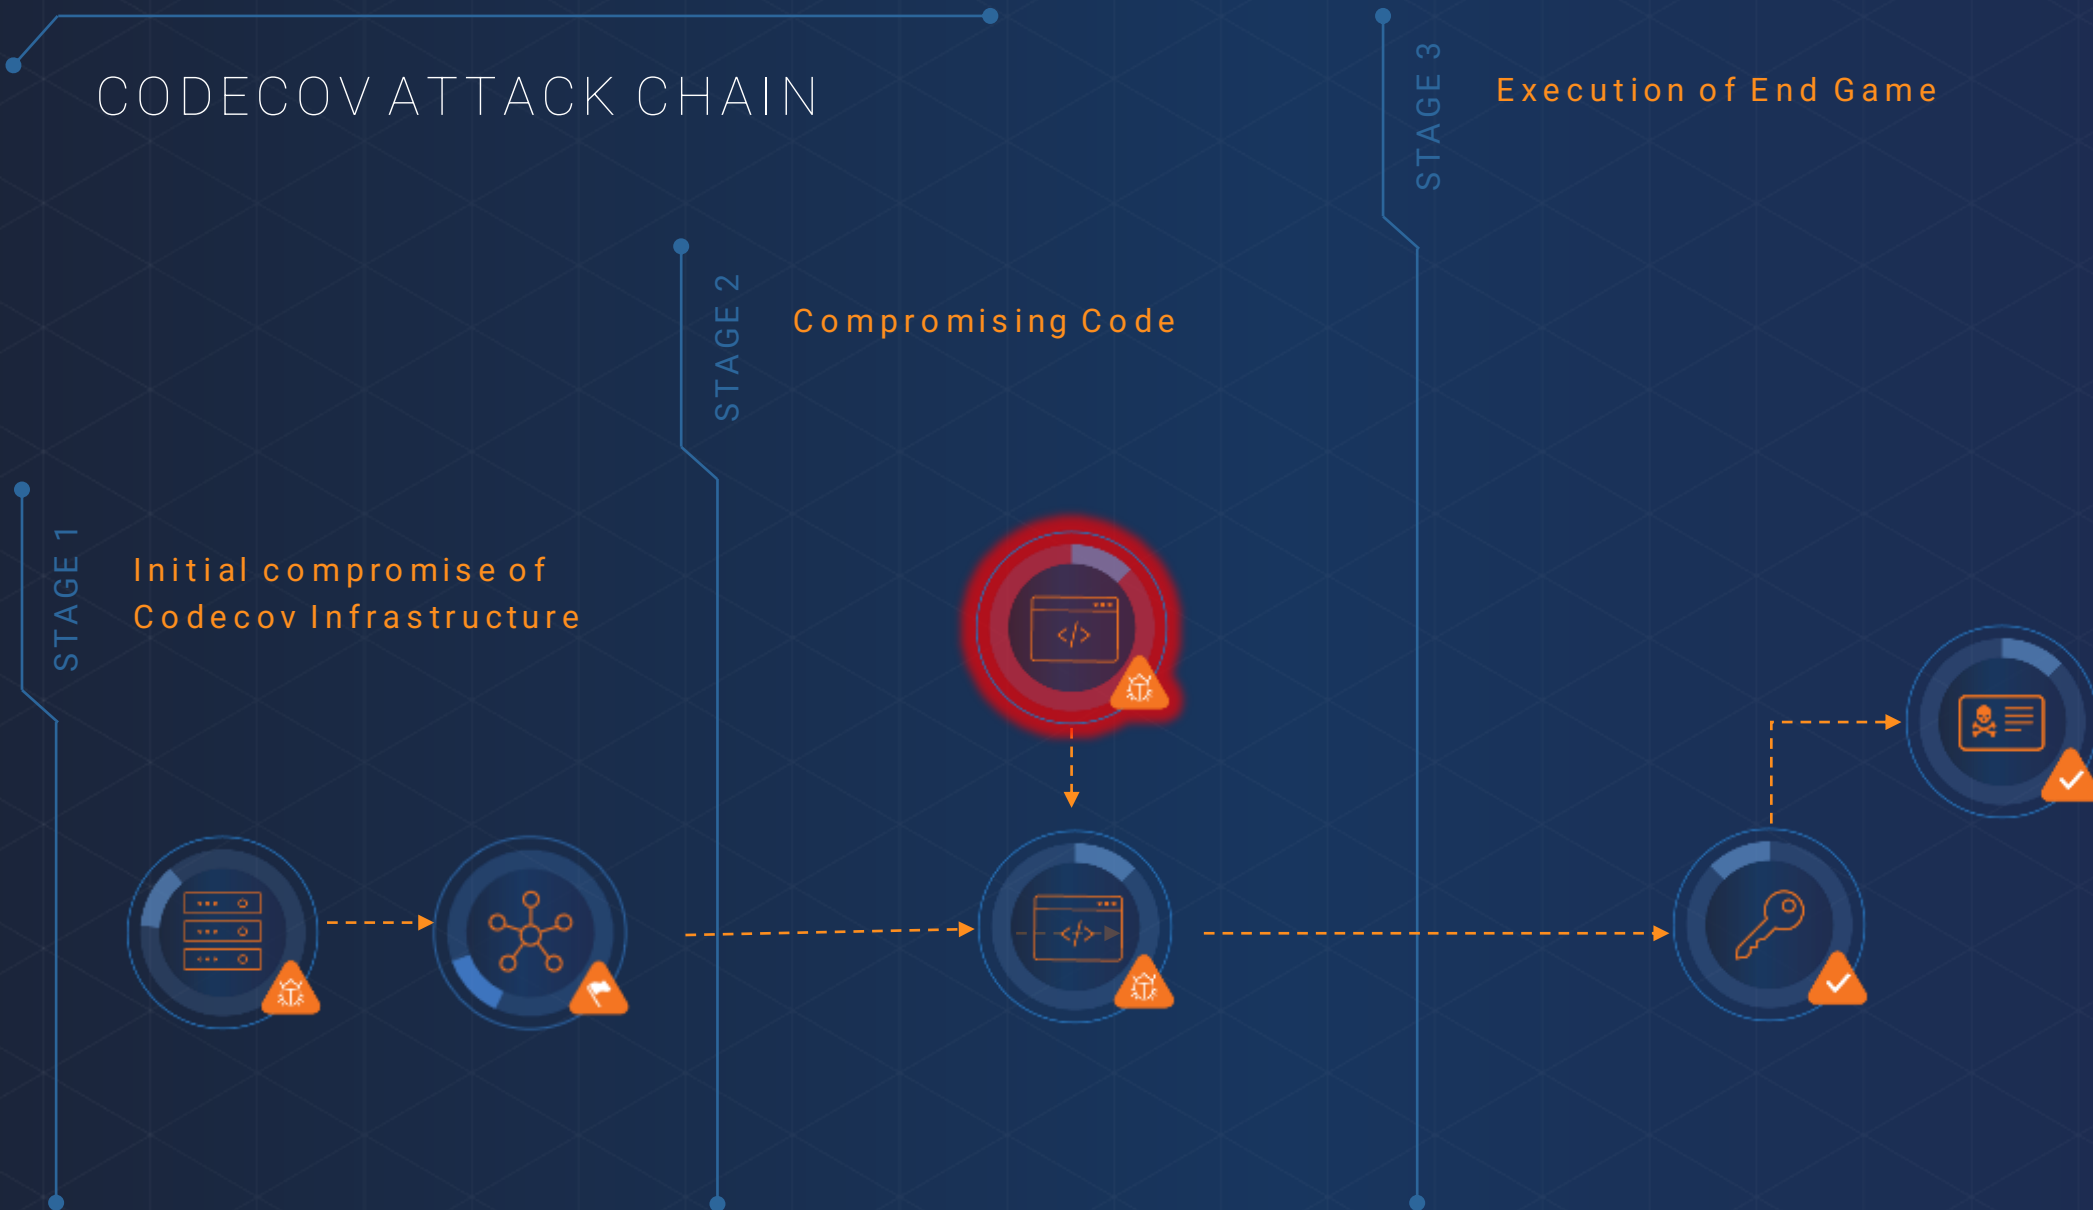 CODECOV ATTACK CHAIN
STAGE 1
Initial compromise of
Codecov Infrastructure
STAGE 2
Compromising Code
</>
</>
STAGE 3
Execution of End Game